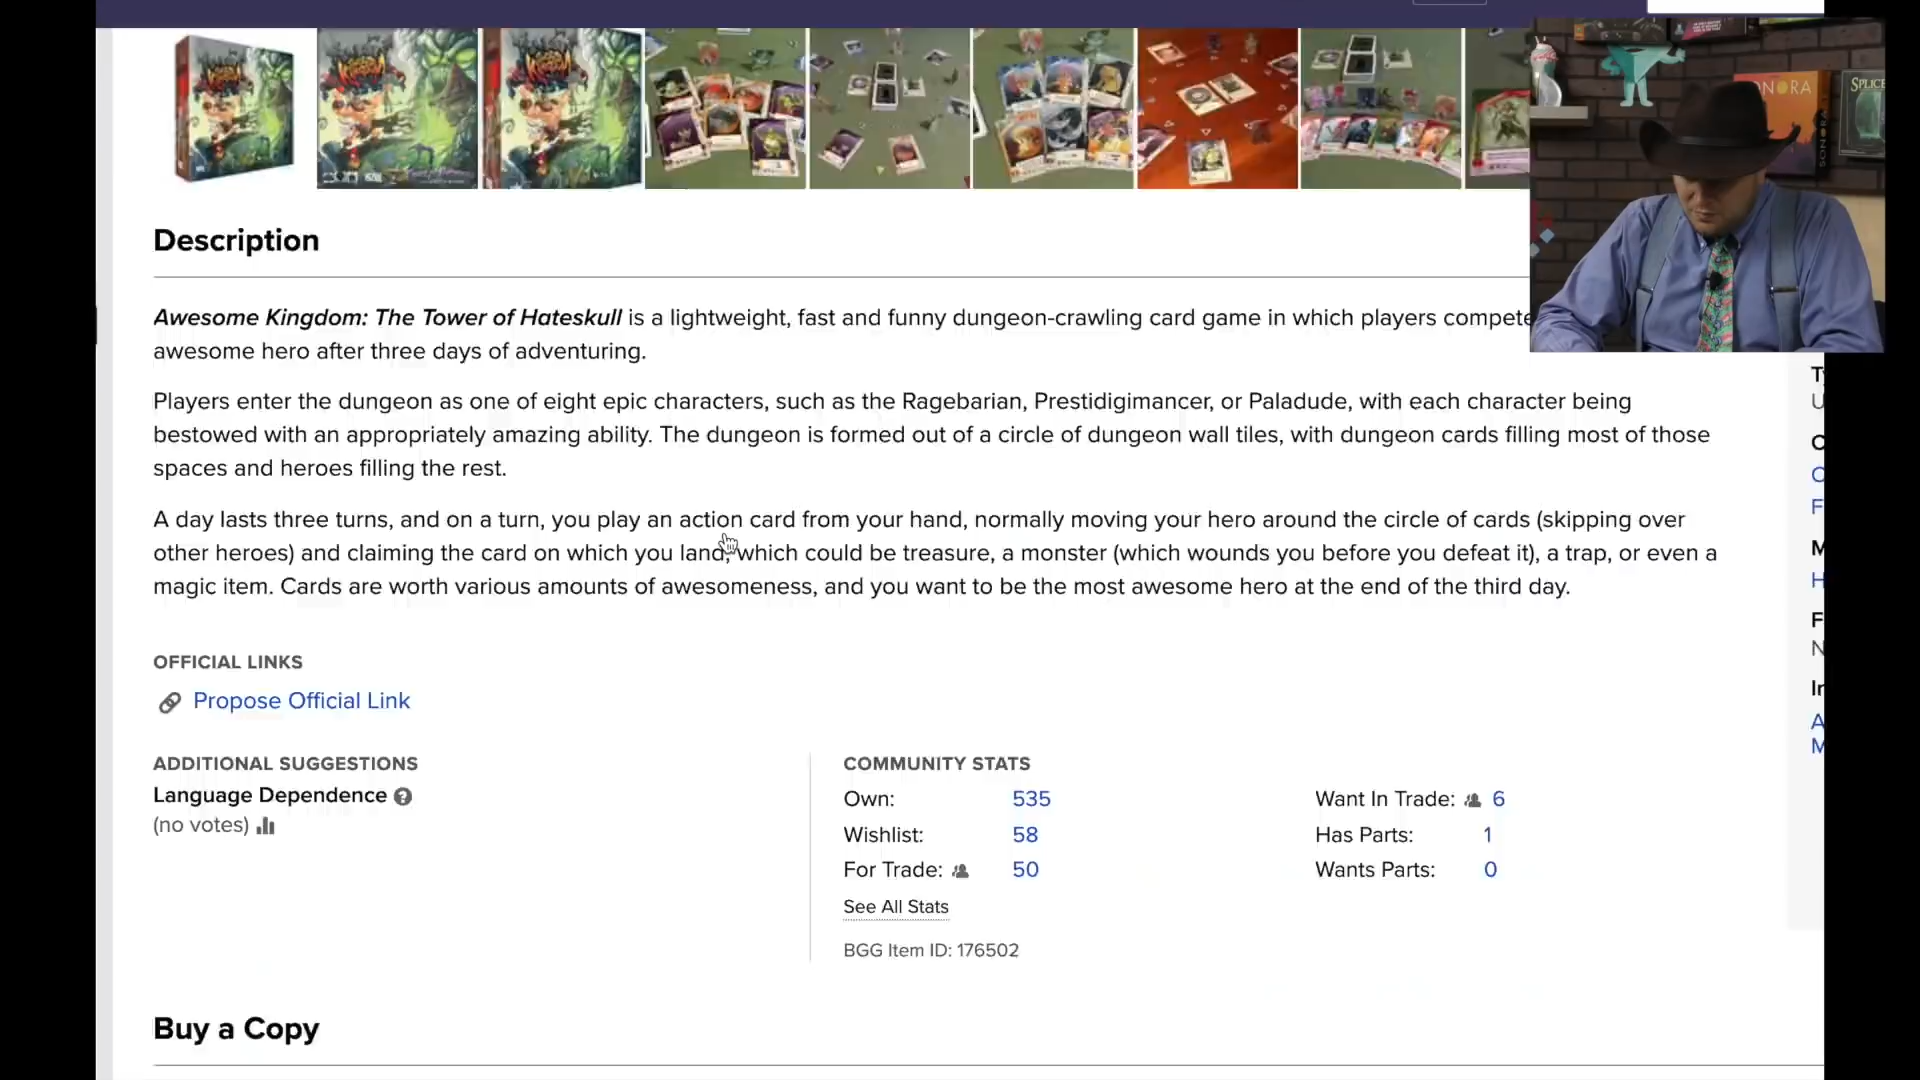 Description
Awesome Kingdom: The Tower of Hateskull is a lightweight, fast and funny dungeon-crawling card game in which players compete
awesome hero after three days of adventuring.
Players enter the dungeon as one of eight epic characters, such as the Ragebarian, Prestidigimancer, or Paladude, with each character being
bestowed with an appropriately amazing ability. The dungeon is formed out of a circle of dungeon wall tiles, with dungeon cards filling most of those
spaces and heroes filling the rest.
A day lasts three turns, and on a turn, you play an action card from your hand, normally moving your hero around the circle of cards (skipping over
other heroes) and claiming the card on which you land, which could be treasure, a monster (which wounds you before you defeat it), a trap, or even a
magic item. Cards are worth various amounts of awesomeness, and you want to be the most awesome hero at the end of the third day.
OFFICIAL LINKS
Propose Official Link
ADDITIONAL SUGGESTIONS
Language Dependence
(no votes)
COMMUNITY STATS
Own: 535
Wishlist: 58
For Trade: 50
Want In Trade: 6
Has Parts: 1
Wants Parts: 0
See All Stats
BGG Item ID: 176502
Buy a Copy
NORA
SONORA
SPLICE